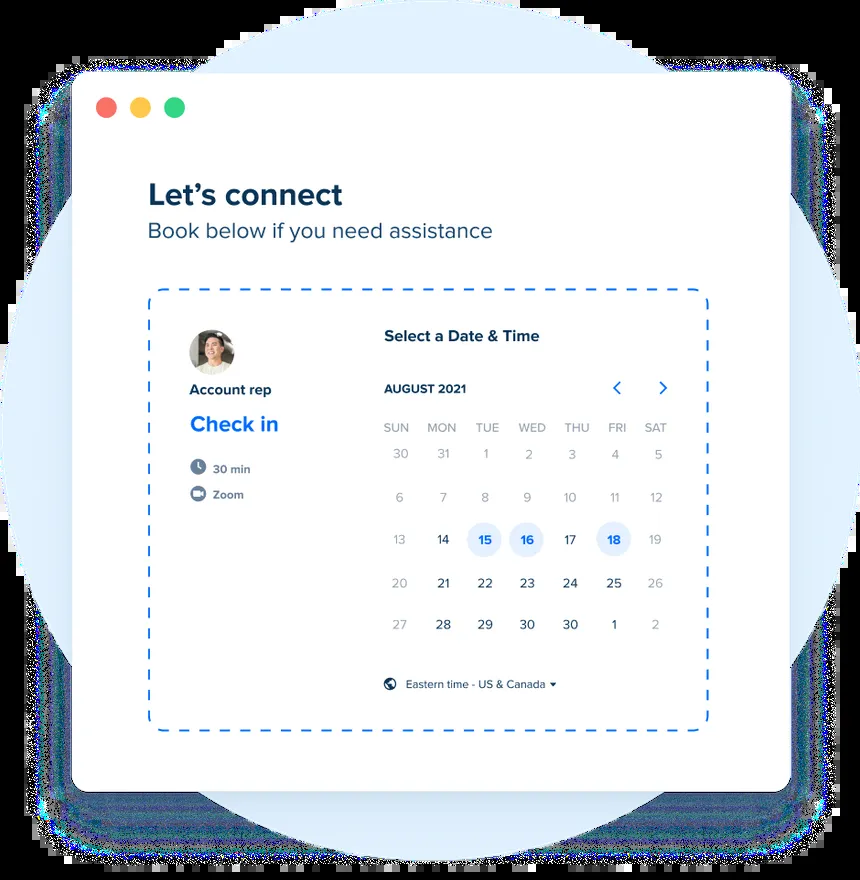 Let's connect
Book below if you need assistance
Account rep
Check in
30 min
Zoom
Select a Date & Time
AUGUST 2021
SUN MON TUE WED THU FRI SAT
30 31 1 2 3 4 5
6 7 8 9 10 11 12
13 14 15 16 17 18 19
20 21 22 23 24 25 26
27 28 29 30 30 1 2
Eastern time - US & Canada